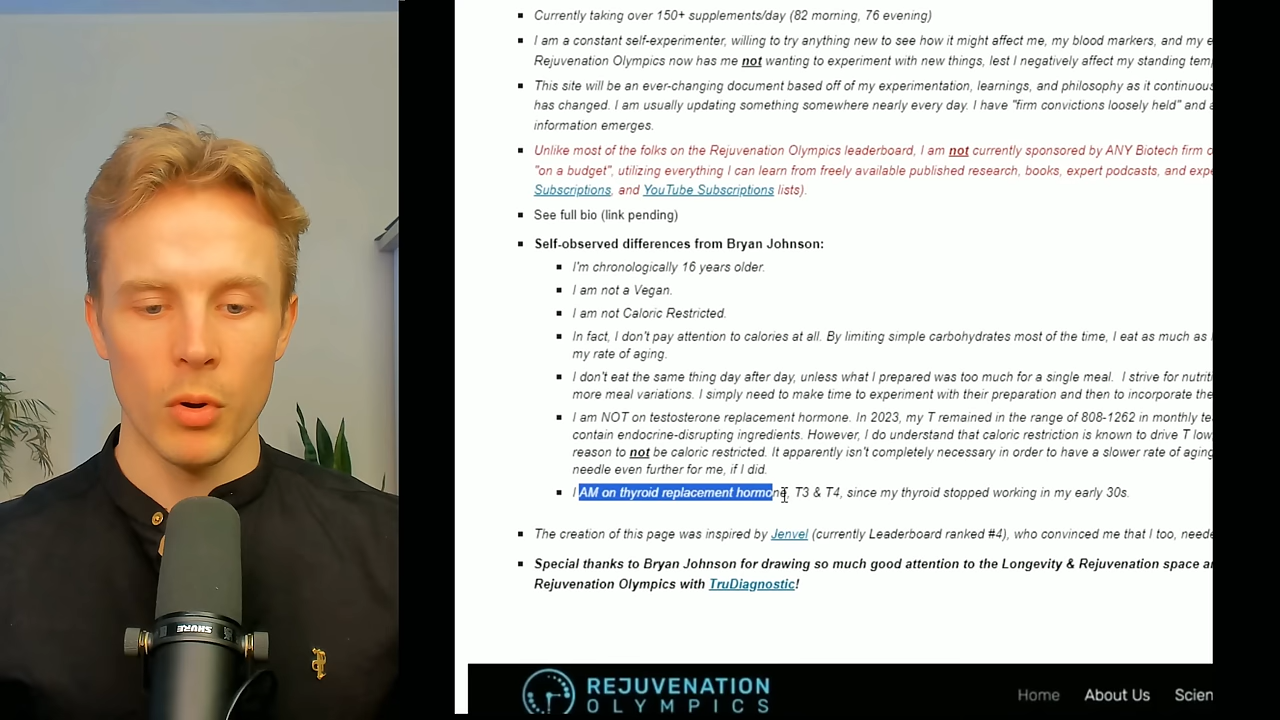 Currently taking over 150+ supplements/day (82 morning, 76 evening)
I am a constant self-experimenter, willing to try anything new to see how it might affect me, my blood markers, and my e
Rejuvenation Olympics now has me not wanting to experiment with new things, lest I negatively affect my standing tem
This site will be an ever-changing document based off of my experimentation, learnings, and philosophy as it continuous
has changed. I am usually updating something somewhere nearly every day. I have "firm convictions loosely held" and a
information emerges.
Unlike most of the folks on the Rejuvenation Olympics leaderboard, I am not currently sponsored by ANY Biotech firm o
"on a budget", utilizing everything I can learn from freely available published research, books, expert podcasts, and expe
Subscriptions, and YouTube Subscriptions lists).
See full bio (link pending)
Self-observed differences from Bryan Johnson:
I'm chronologically 16 years older.
I am not a Vegan.
I am not Caloric Restricted.
In fact, I don't pay attention to calories at all. By limiting simple carbohydrates most of the time, I eat as much as
my rate of aging.
I don't eat the same thing day after day, unless what I prepared was too much for a single meal. I strive for nutriti
more meal variations. I simply need to make time to experiment with their preparation and then to incorporate the
I am NOT on testosterone replacement hormone. In 2023, my T remained in the range of 808-1262 in monthly te
contain endocrine-disrupting ingredients. However, I do understand that caloric restriction is known to drive T low
reason to not be caloric restricted. It apparently isn't completely necessary in order to have a slower rate of aging
needle even further for me, if I did.
I AM on thyroid replacement hormone, T3 & T4, since my thyroid stopped working in my early 30s.
The creation of this page was inspired by Jenvel (currently Leaderboard ranked #4), who convinced me that I too, neede
Special thanks to Bryan Johnson for drawing so much good attention to the Longevity & Rejuvenation space a
Rejuvenation Olympics with TruDiagnostic!
REJUVENATION
OLYMPICS
Home About Us Scien
SHURE